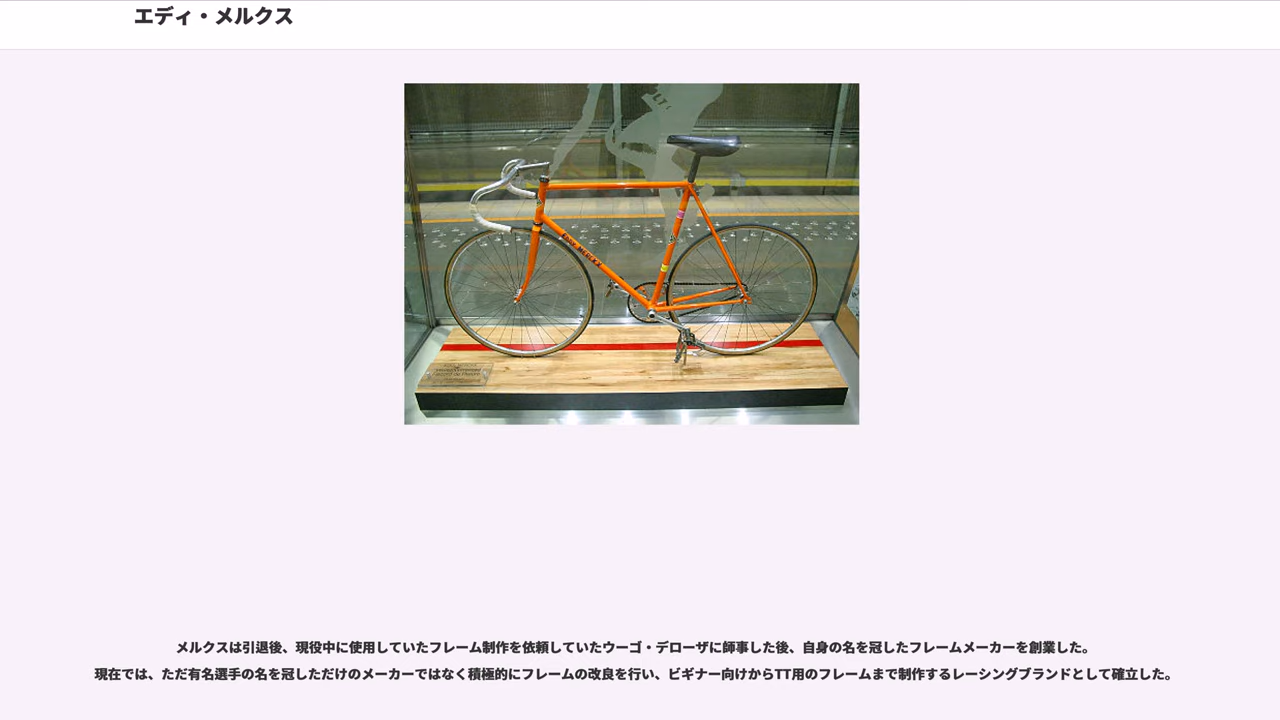 エディ・メルクス
EDDY MERCKX
メルクスは引退後、現役中に使用していたフレーム制作を依頼していたウーゴ・デローザに師事した後、自身の名を冠したフレームメーカーを創業した。
現在では、ただ有名選手の名を冠しただけのメーカーではなく積極的にフレームの改良を行い、ビギナー向けからTT用のフレームまで制作するレーシングブランドとして確立した。